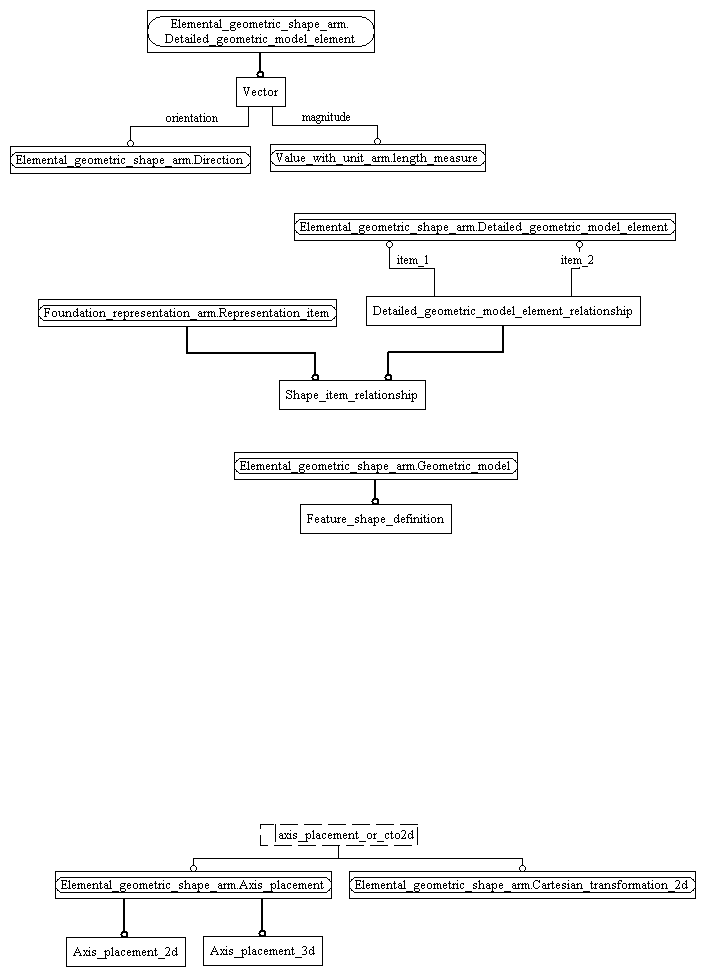 Elemental_geometric_shape_arm.
Detailed_geometric_model_element
Vector
orientation
magnitude
Elemental_geometric_shape_arm.Direction
Value_with_unit_arm.length_measure
Elemental_geometric_shape_arm.Detailed_geometric_model_element
item_1
item_2
Foundation_representation_arm.Representation_item
Detailed_geometric_model_element_relationship
Shape_item_relationship
Elemental_geometric_shape_arm.Geometric_model
Feature_shape_definition
axis_placement_or_cto2d
Elemental_geometric_shape_arm.Axis_placement
Elemental_geometric_shape_arm.Cartesian_transformation_2d
Axis_placement_2d
Axis_placement_3d